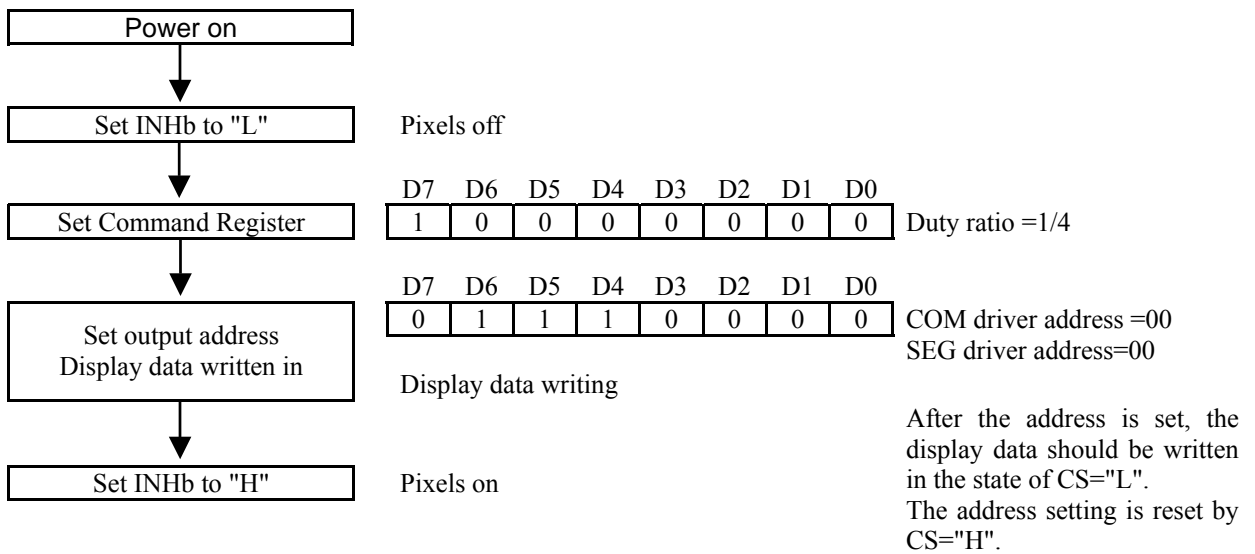 Power on
Set INHb to "L"
Pixels off
D7 D6 D5 D4 D3 D2 D1 D0
Set Command Register
1 0 0 0 0 0 0 0
Duty ratio =1/4
D7 D6 D5 D4 D3 D2 D1 D0
0 1 1 1 0 0 0 0
COM driver address =00
SEG driver address=00
Set output address
Display data written in
Display data writing
After the address is set, the
display data should be written
in the state of CS="L".
The address setting is reset by
CS="H".
Set INHb to "H"
Pixels on